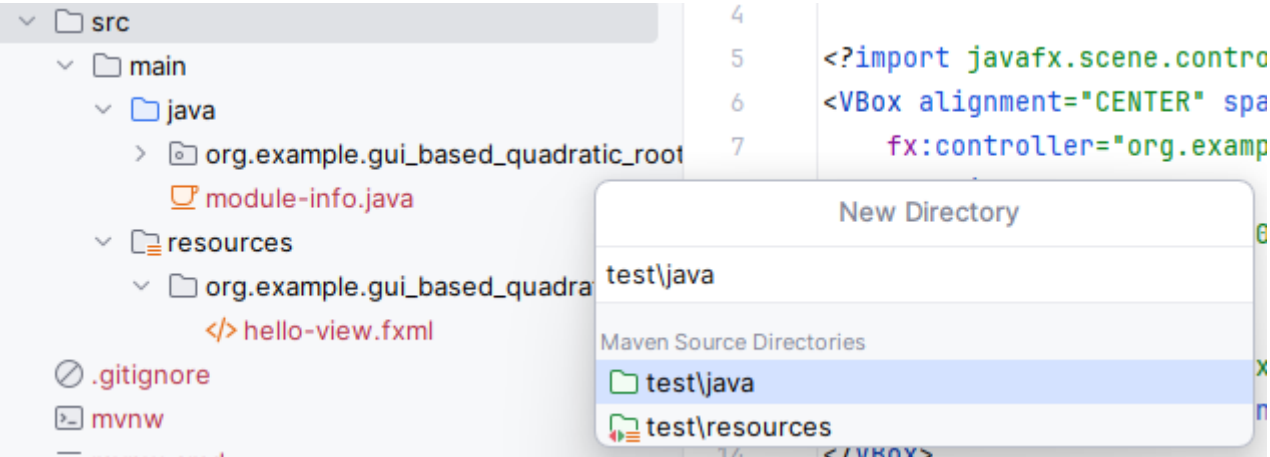 src
main
java
org.example.gui_based_quadratic_root
module-info.java
resources
org.example.gui_based_quadra
hello-view.fxml
.gitignore
mvnw
4
5 <?import javafx.scene.contro
6 <VBox alignment="CENTER" spa
7 fx:controller="org.examp
New Directory
test\java
Maven Source Directories
test\java
test\resources
14 </VBox>